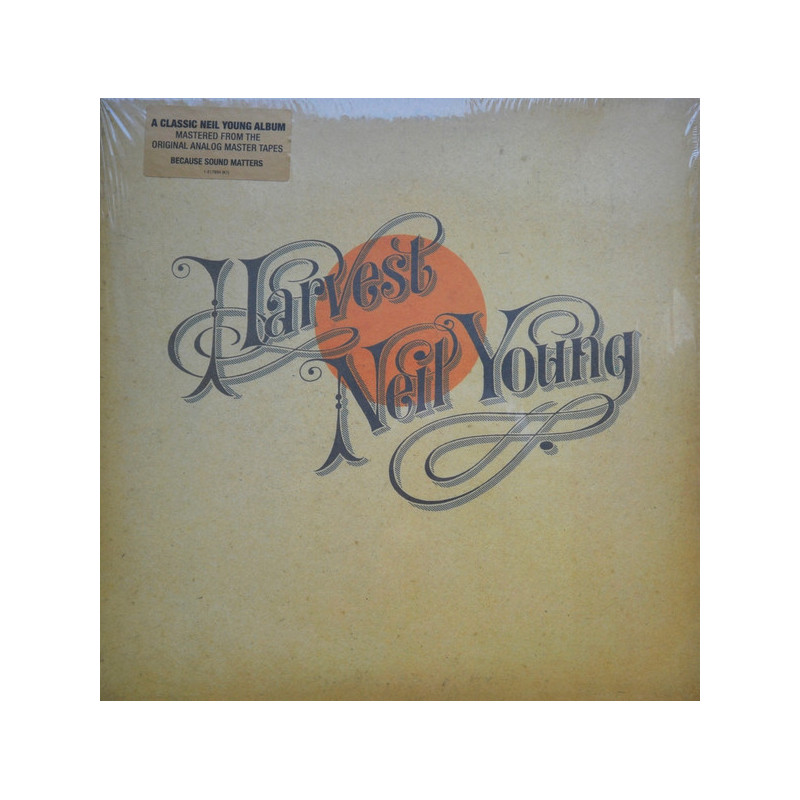 A CLASSIC NEIL YOUNG ALBUM
MASTERED FROM THE
ORIGINAL ANALOG MASTER TAPES
BECAUSE SOUND MATTERS
Harvest
Neil Young